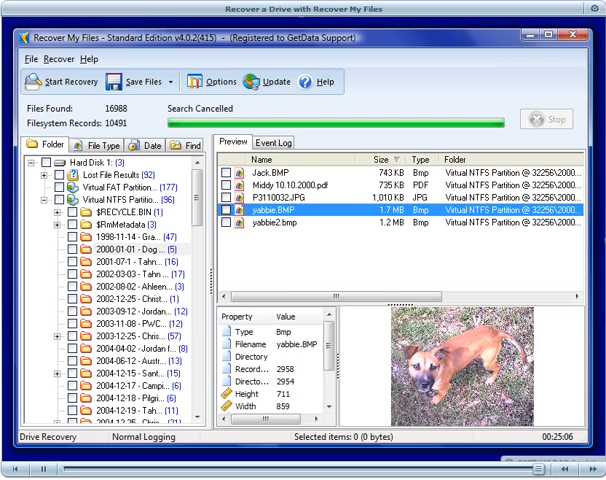 Recover a Drive with Recover My Files
Recover My Files - Standard Edition v4.0.2(415) - (Registered to GetData Support)
File Recover Help
Start Recovery Save Files Options Update Help
Files Found: 16988 Search Cancelled
Filesystem Records: 10491
Stop
Folder File Type Date Find
Preview Event Log
Hard Disk 1: (3)
Lost File Results (92)
Virtual FAT Partition... (177)
Virtual NTFS Partitio... (96)
$RECYCLE.BIN (1)
$RmMetadata (3)
1998-11-14 - Gra... (47)
2000-01-01 - Dog ... (5)
2001-07-1 - Tahn... (16)
2002-03-03 - Tahn ... (17)
2002-08-02 - Ahleen... (3)
2002-12-25 - Christ... (1)
2003-09-12 - Jordan... (12)
2003-11-08 - PWC... (12)
2003-12-25 - Chris... (57)
2004-04-02 - Jordan f... (8)
2004-06-12 - Austr... (13)
2004-12-15 - Sant... (15)
2004-12-17 - Campi... (6)
2004-12-18 - Pilgri... (6)
2004-12-19 - Tah... (11)
2004-12-25 - Chris... (21)
Name Size Type Folder
Jack.BMP 743 KB Bmp Virtual NTFS Partition @ 32256\2000...
Middy 10.10.2000.pdf 735 KB PDF Virtual NTFS Partition @ 32256\2000...
P3110032.JPG 1,010 KB JPG Virtual NTFS Partition @ 32256\2000...
yabbie.BMP 1.7 MB Bmp Virtual NTFS Partition @ 32256\2000...
yabbie2.bmp 1.2 MB Bmp Virtual NTFS Partition @ 32256\2000...
Property Value
Type Bmp
Filename yabbie.BMP
Directory
Record... 2958
Directo... 2954
Height 711
Width 859
Drive Recovery Normal Logging Selected items: 0 (0 bytes) 00:25:06